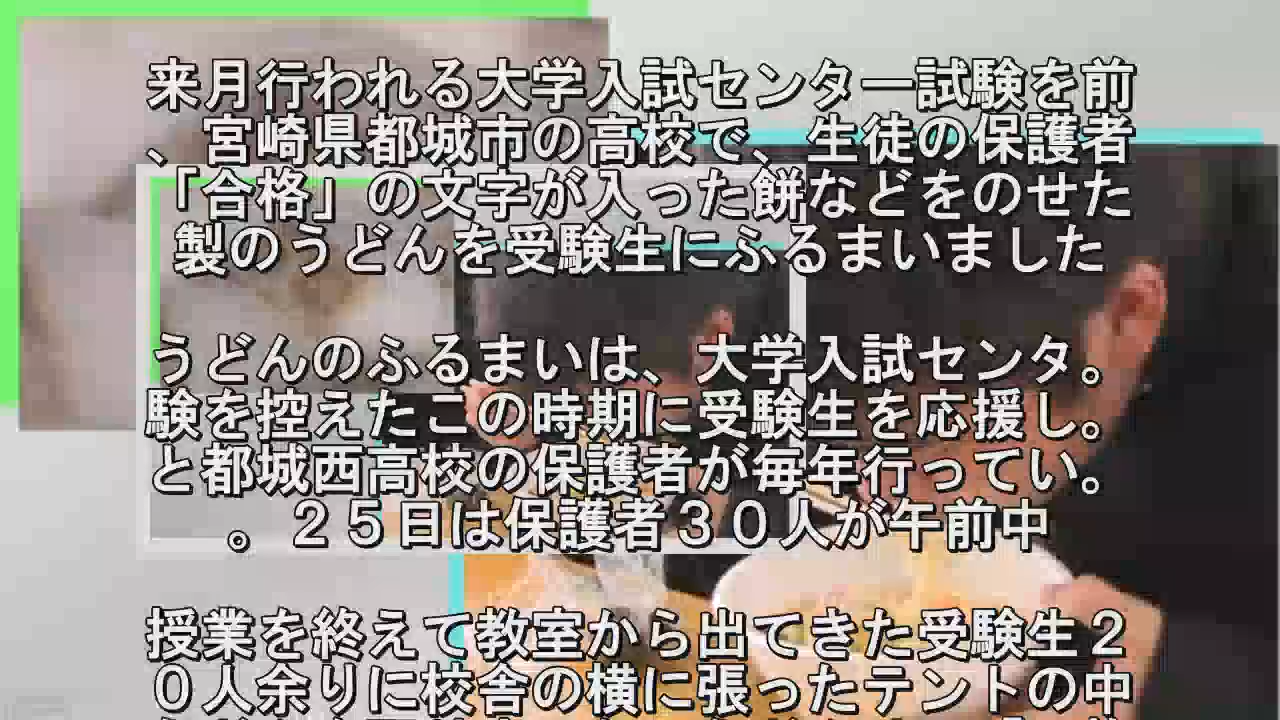 来月行われる大学入試センター試験を前
、宮崎県都城市の高校で、生徒の保護者
「合格」の文字が入った餅などをのせた
製のうどんを受験生にふるまいました
うどんのふるまいは、大学入試センタ。
験を控えたこの時期に受験生を応援し。
と都城西高校の保護者が毎年行ってい。
。２５日は保護者３０人が午前中
授業を終えて教室から出てきた受験生２
０人余りに校舎の横に張ったテントの中